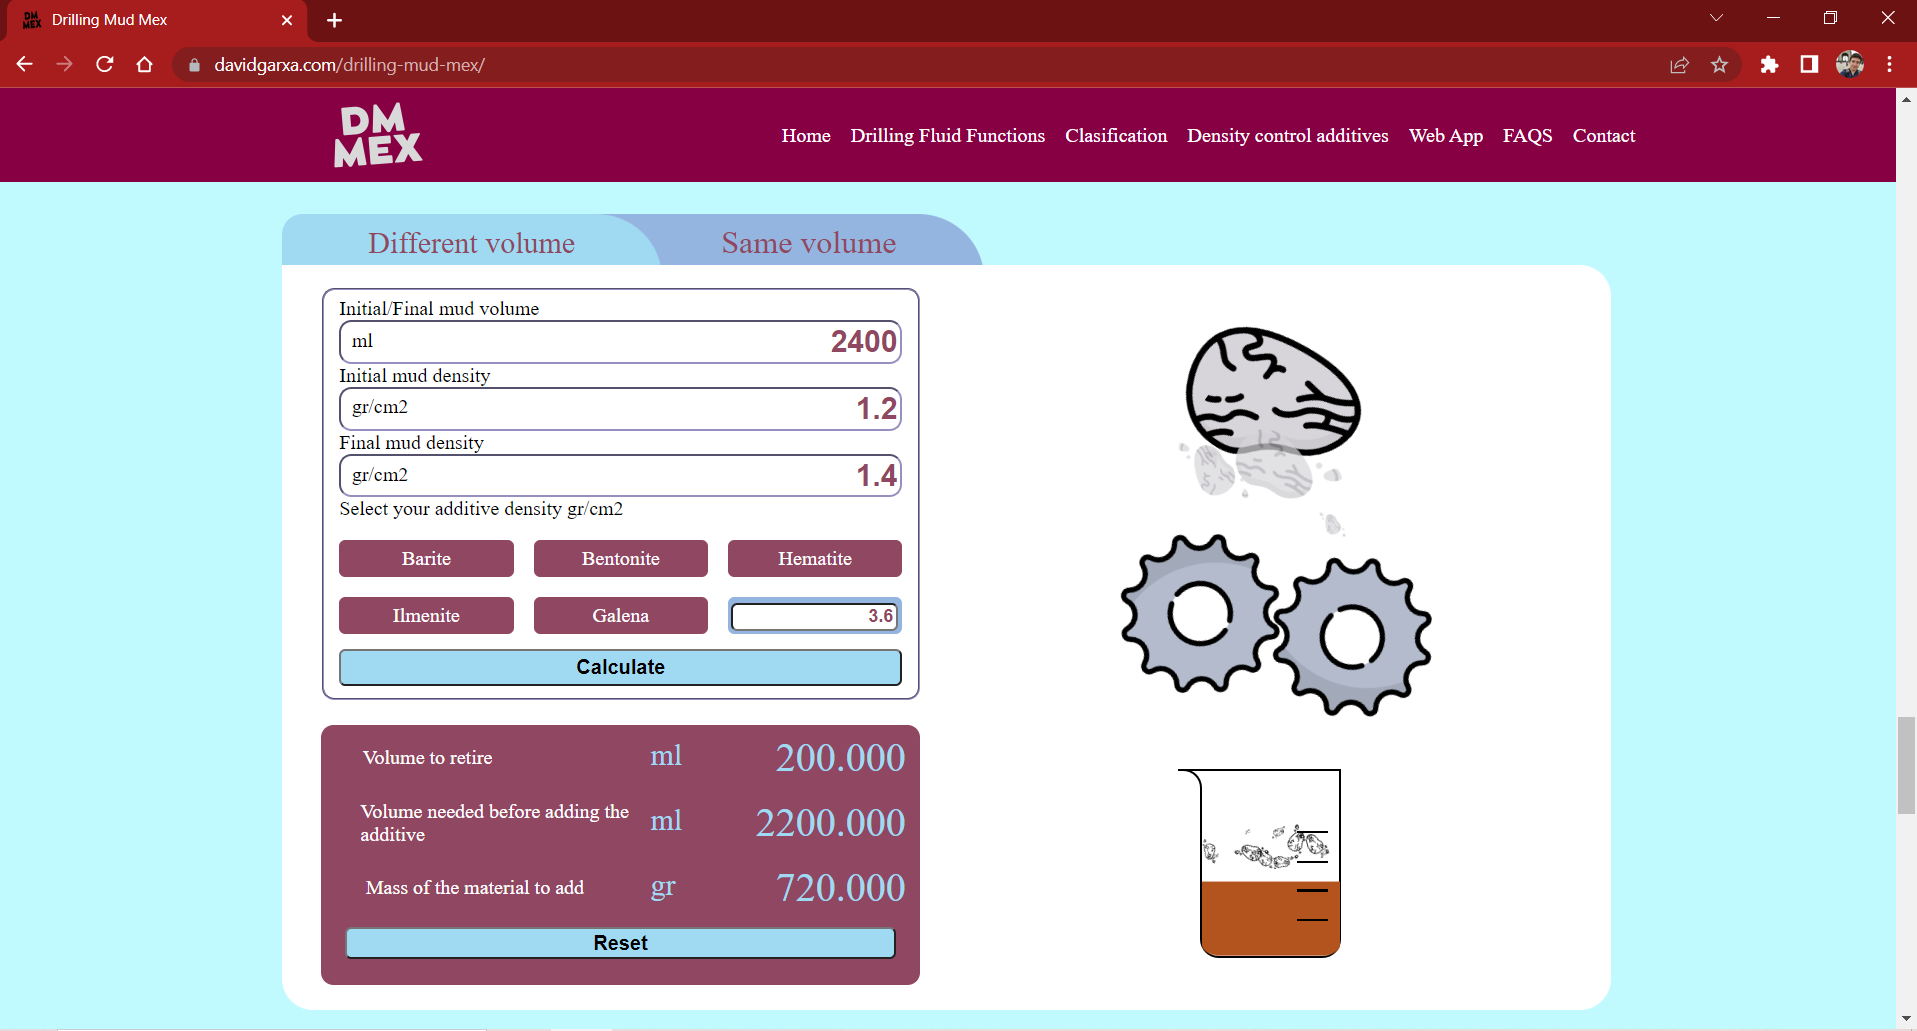 DM MEX Drilling Mud Mex
davidgarxa.com/drilling-mud-mex/
DM
MEX
Home Drilling Fluid Functions Clasification Density control additives Web App FAQS Contact
Different volume Same volume
Initial/Final mud volume
ml 2400
Initial mud density
gr/cm2 1.2
Final mud density
gr/cm2 1.4
Select your additive density gr/cm2
Barite Bentonite Hematite
Ilmenite Galena 3.6
Calculate
Volume to retire ml 200.000
Volume needed before adding the
additive ml 2200.000
Mass of the material to add gr 720.000
Reset